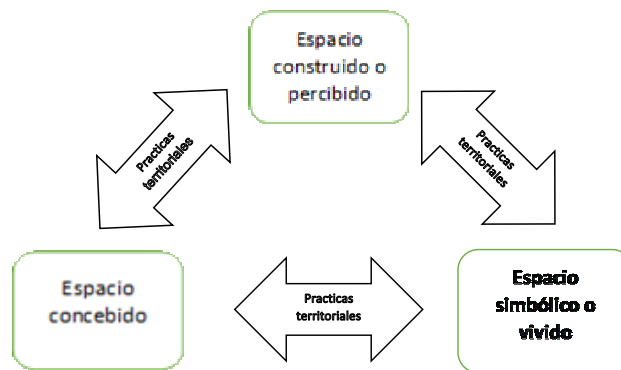 Espacio
construido o
percibido
Practicas
territoriales
Practicas
territoriales
Espacio
concebido
Practicas
territoriales
Espacio
simbólico o
vivido